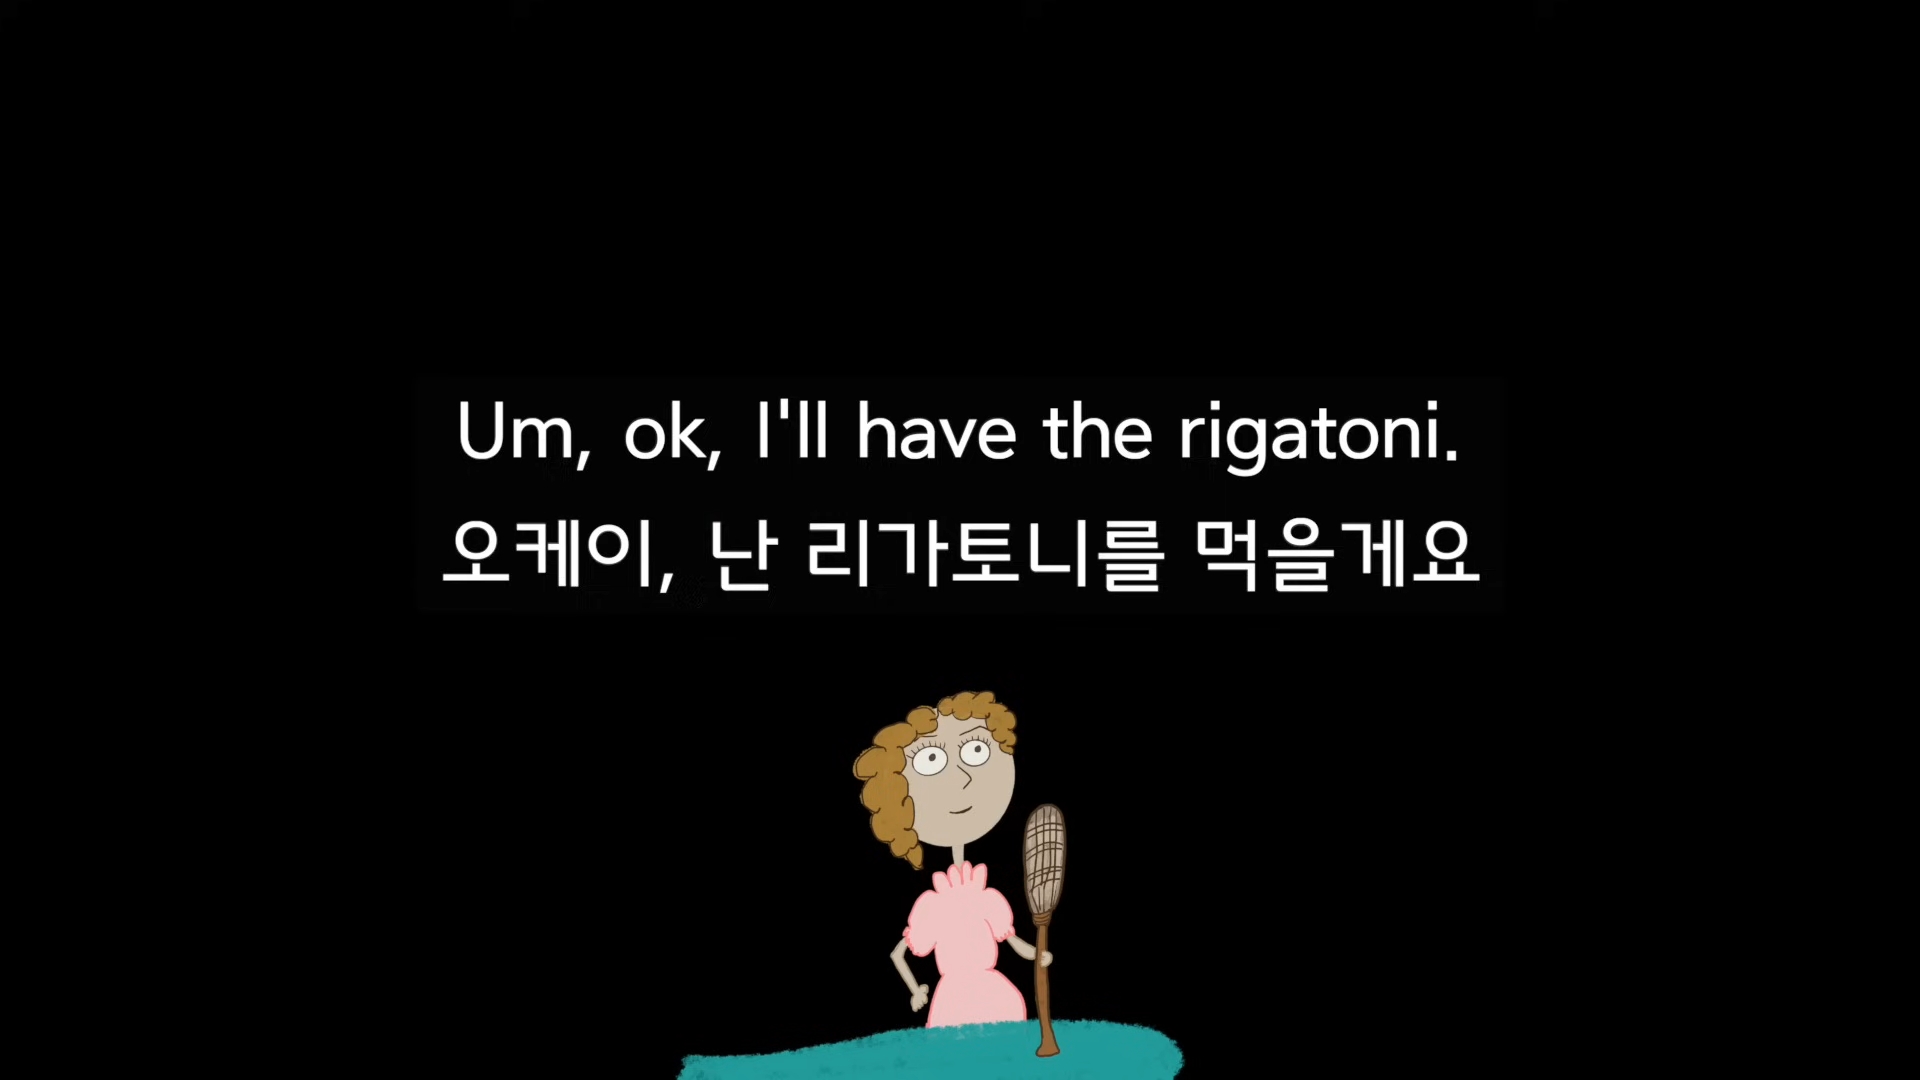 Um, ok, I'll have the rigatoni.
오케이, 난 리가토니를 먹을게요